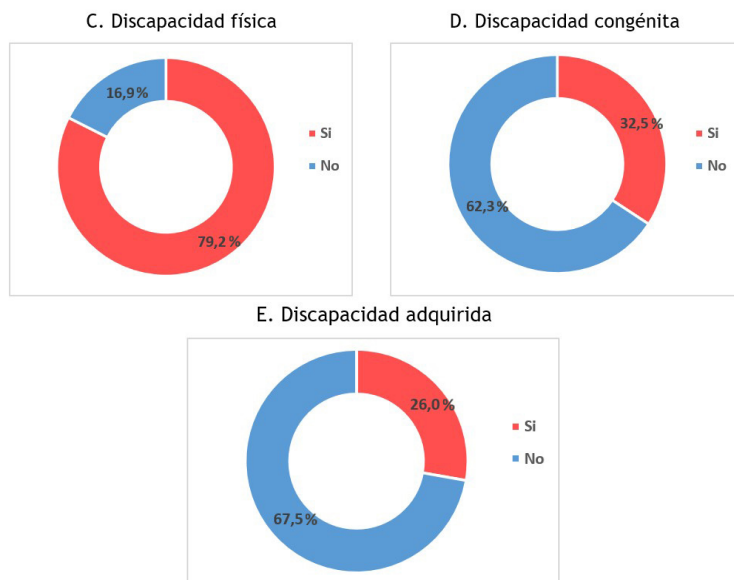 C. Discapacidad física
16,9%
79,2%
Si
No
D. Discapacidad congénita
32,5%
62,3%
Si
No
E. Discapacidad adquirida
26,0%
67,5%
Si
No